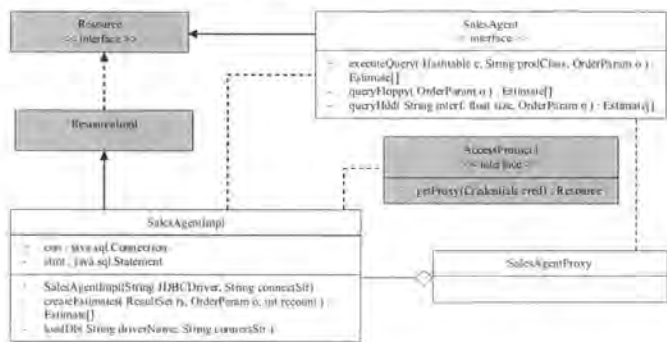 Resource
<< interface >>
SalesAgent
< interface >
- executeQuery( Hashtable c, String prodClass, OrderParam o ) :
Estimate[]
- queryFloppy( OrderParam o ) : Estimate[]
- queryHdd( String interf, float size, OrderParam o ) : Estimate[]
ResourceImpl
AccessProtocol
<< interface >>
getProxy(Credentials cred) : Resource
SalesAgentImpl
- con : java.sql.Connection
- stmt : java.sql.Statement
SalesAgentImpl(String JDBCDriver, String connectStr)
createEstimates( ResultSet rs, OrderParam o, int recount ) :
Estimate[]
- loadDb( String driverName, String connectStr )
SalesAgentProxy